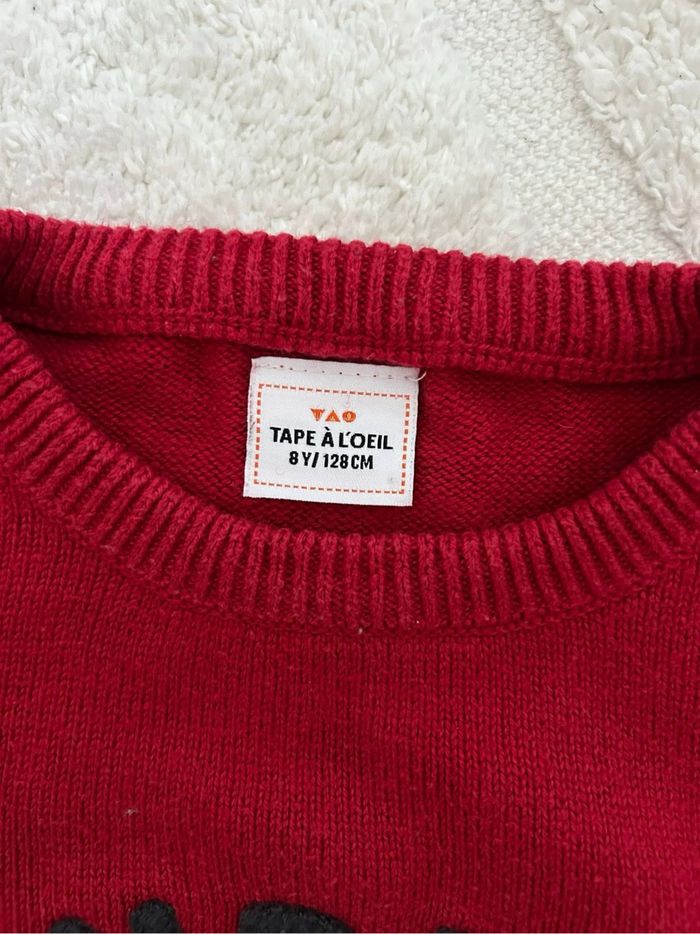 TAO
TAPE À L'OEIL
8 Y/ 128 CM